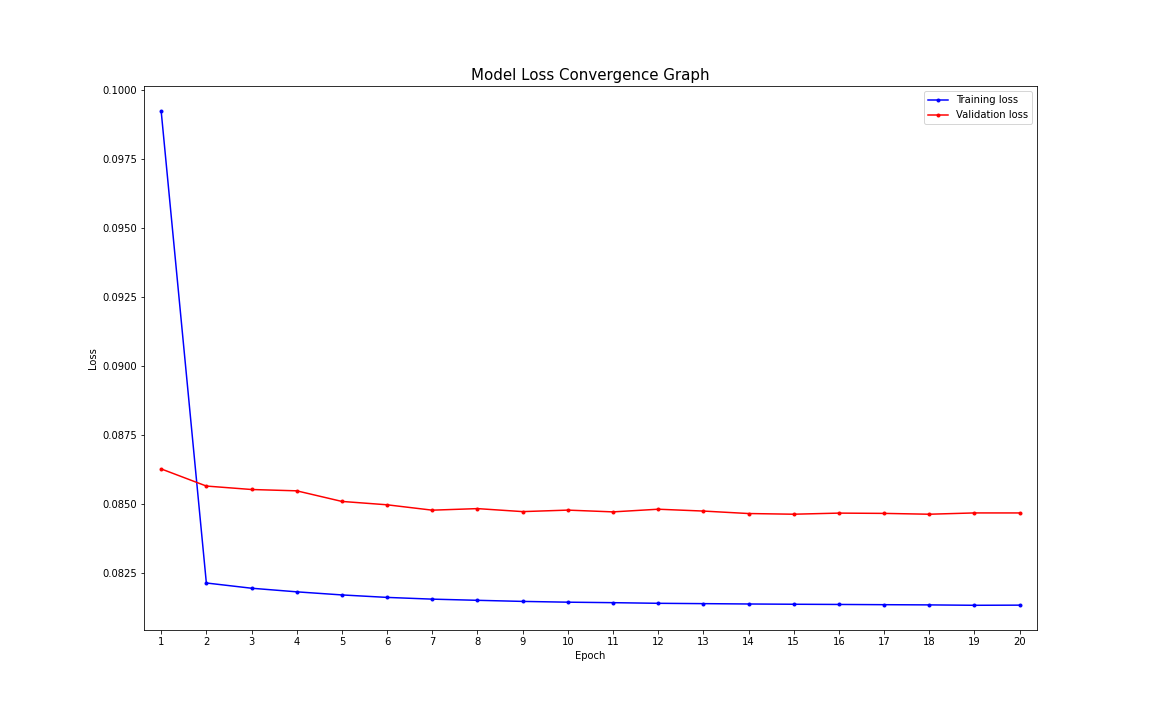 Model Loss Convergence Graph
0.1000
0.0975
0.0950
0.0925
0.0900
0.0875
0.0850
0.0825
Loss
Training loss
Validation loss
1 2 3 4 5 6 7 8 9 10 11 12 13 14 15 16 17 18 19 20
Epoch